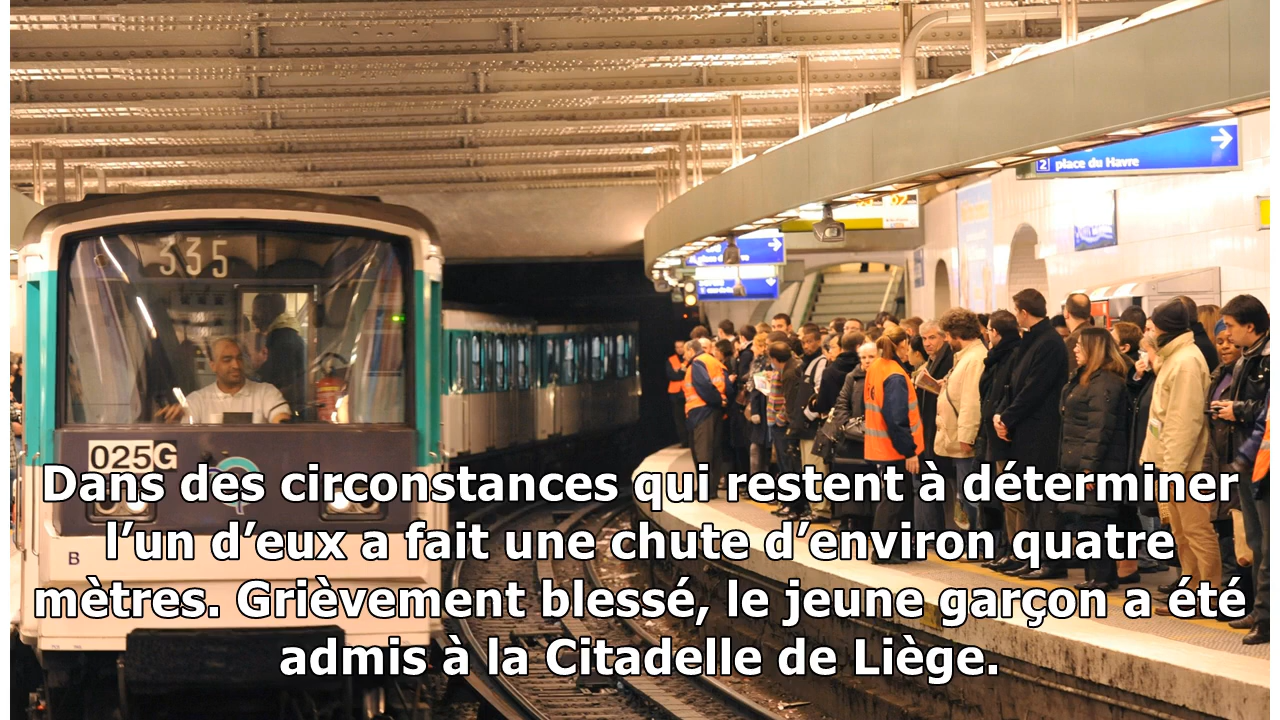 2 place du Havre
335
025G
B
Dans des circonstances qui restent à déterminer
l’un d’eux a fait une chute d’environ quatre
mètres. Grièvement blessé, le jeune garçon a été
admis à la Citadelle de Liège.